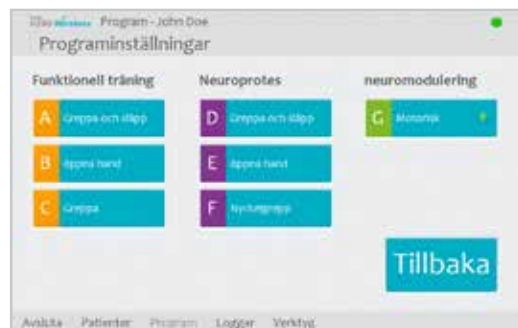 Program - John Doe
Programinställningar
Funktionell träning
Neuroprotes
neuromodulering
A Greppa och släpp
D Greppa och släpp
G Motorisk
B Öppna hand
E Öppna hand
C Greppa
F Nyckelgrepp
Tillbaka
Avsluta Patienter Program Loggar Verktyg